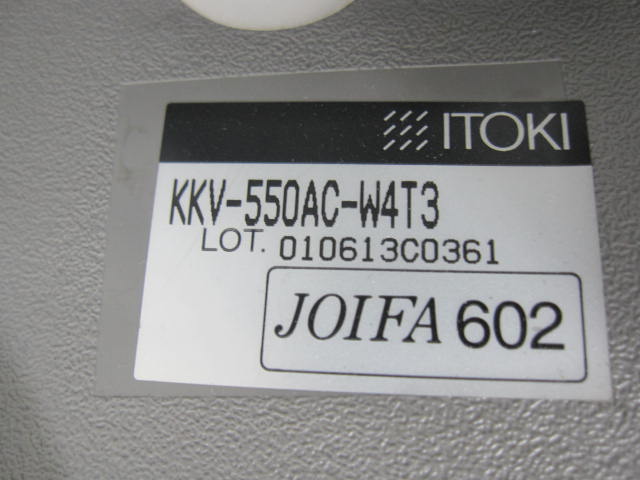 ITOKI
KKV-550AC-W4T3
LOT. 010613C0361
JOIFA 602